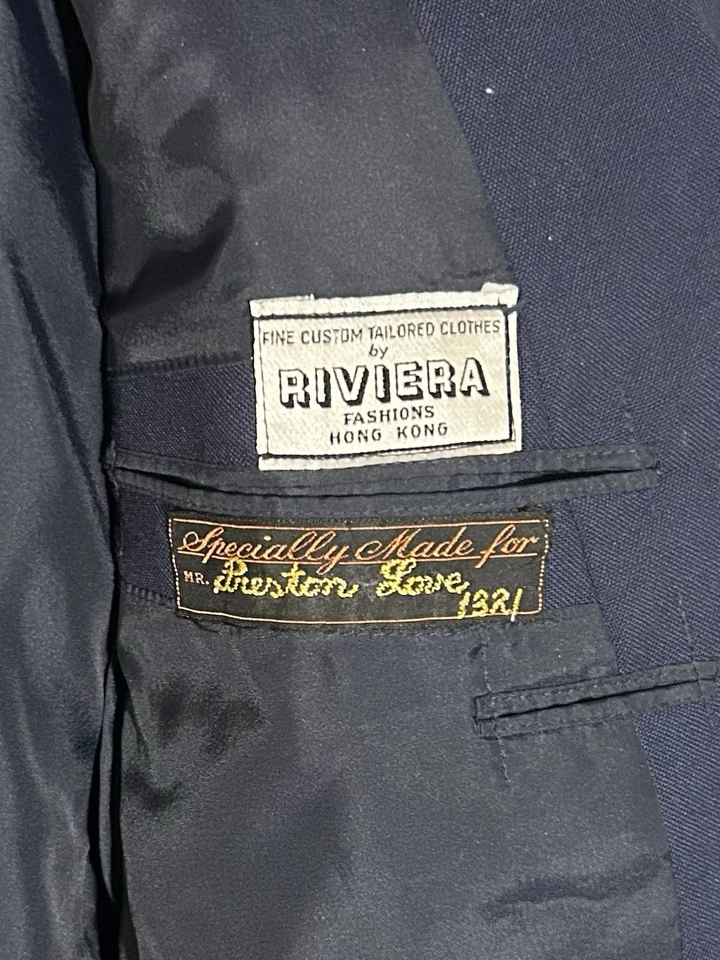 FINE CUSTOM TAILORED CLOTHES
by
RIVIERA
FASHIONS
HONG KONG
Specially Made for
MR. Preston Love
1321